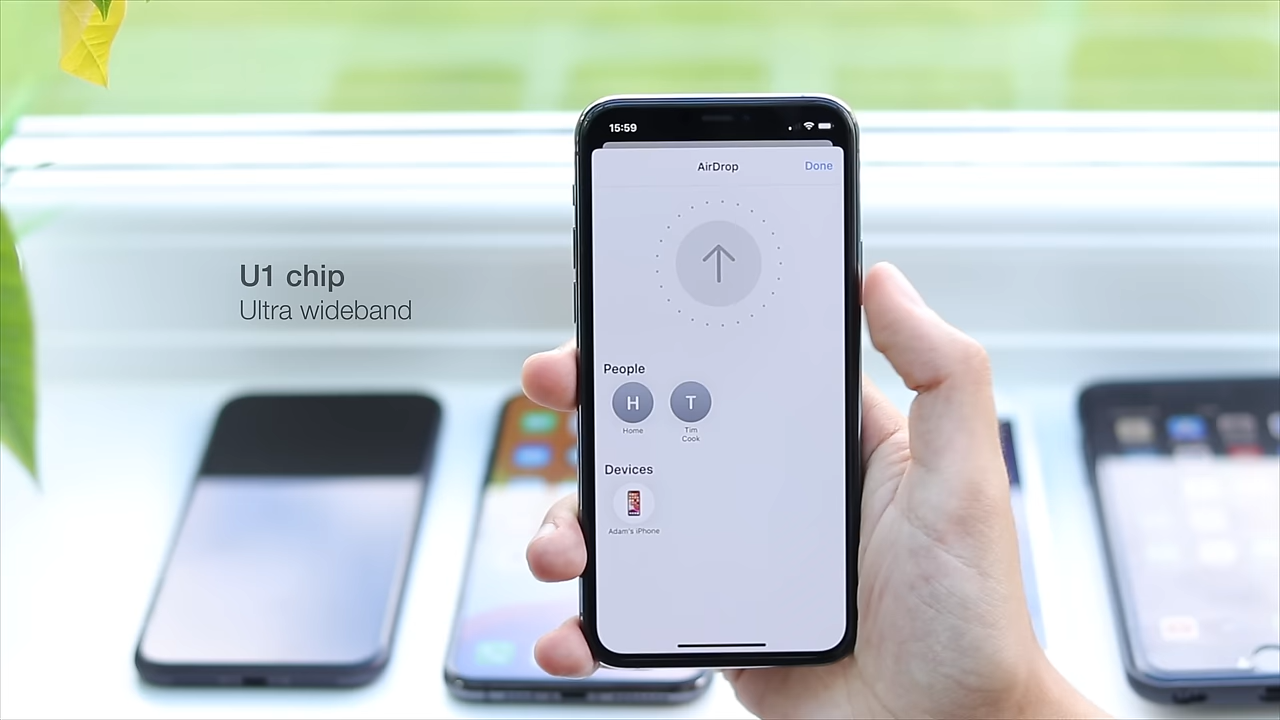 15:59
AirDrop
Done
U1 chip
Ultra wideband
People
H
T
Home
Tim
Cook
Devices
Adam's iPhone